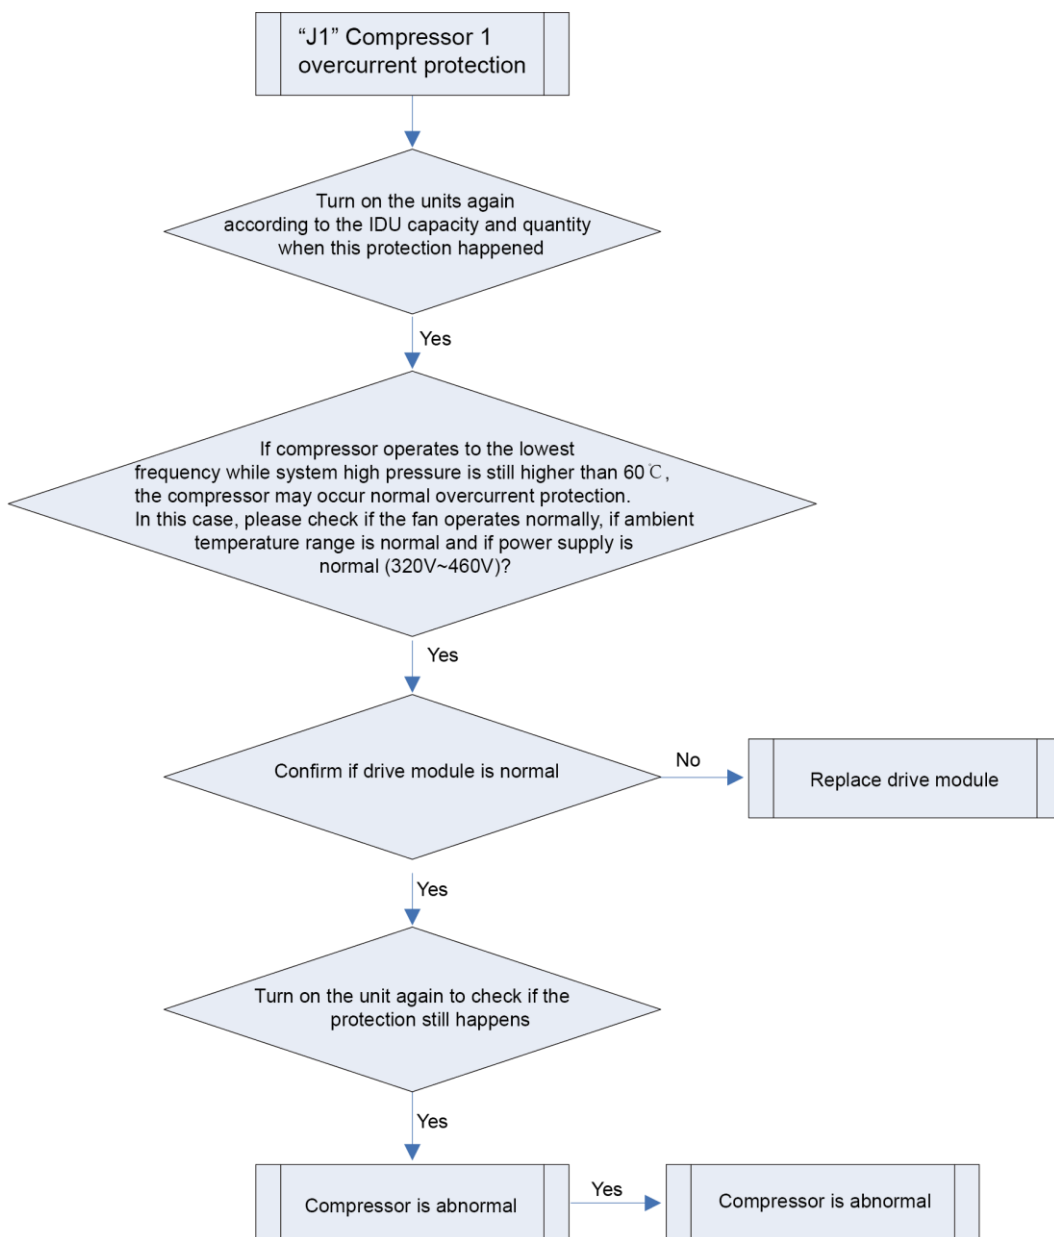 “J1” Compressor 1
overcurrent protection
Turn on the units again
according to the IDU capacity and quantity
when this protection happened
Yes
If compressor operates to the lowest
frequency while system high pressure is still higher than 60℃,
the compressor may occur normal overcurrent protection.
In this case, please check if the fan operates normally, if ambient
temperature range is normal and if power supply is
normal (320V~460V)?
Yes
Confirm if drive module is normal
No
Replace drive module
Yes
Turn on the unit again to check if the
protection still happens
Yes
Compressor is abnormal
Yes
Compressor is abnormal